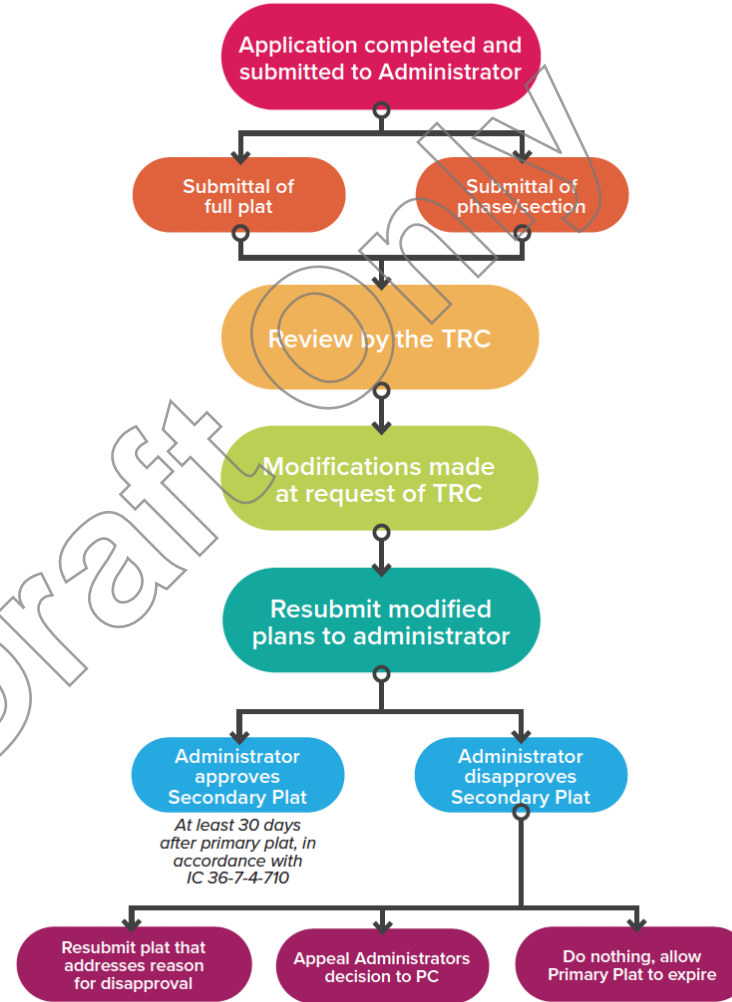 Application completed and
submitted to Administrator
Submittal of
full plat
Submittal of
phase/section
Review by the TRC
Modifications made
at request of TRC
Resubmit modified
plans to administrator
Administrator
approves
Secondary Plat
Administrator
disapproves
Secondary Plat
At least 30 days
after primary plat, in
accordance with
IC 36-7-4-710
Resubmit plat that
addresses reason
for disapproval
Appeal Administrators
decision to PC
Do nothing, allow
Primary Plat to expire
Draft Only